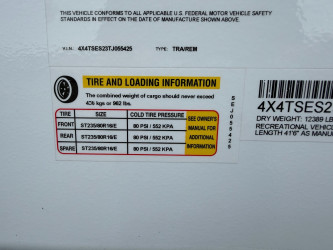 THIS VEHICLE CONFORMS TO ALL APPLICABLE U.S. FEDERAL MOTOR VEHICLE SAFETY
STANDARDS IN EFFECT ON THE DATE OF MANUFACTURE SHOWN ABOVE.
V.I.N.: 4X4TSES23TJ055425 TYPE: TRA/REM
TIRE AND LOADING INFORMATION
The combined weight of cargo should never exceed
436 kgs or 962 lbs.
TIRE SIZE COLD TIRE PRESSURE
FRONT ST235/80R16/E 80 PSI / 552 KPA
REAR ST235/80R16/E 80 PSI / 552 KPA
SPARE ST235/80R16/E 80 PSI / 552 KPA
SEE OWNER'S
MANUAL FOR
ADDITIONAL
INFORMATION
SEJ055425
4X4TSES2
DRY WEIGHT: 12389 LB
RECREATIONAL VEHIC
LENGTH 41'6" AS MANUF